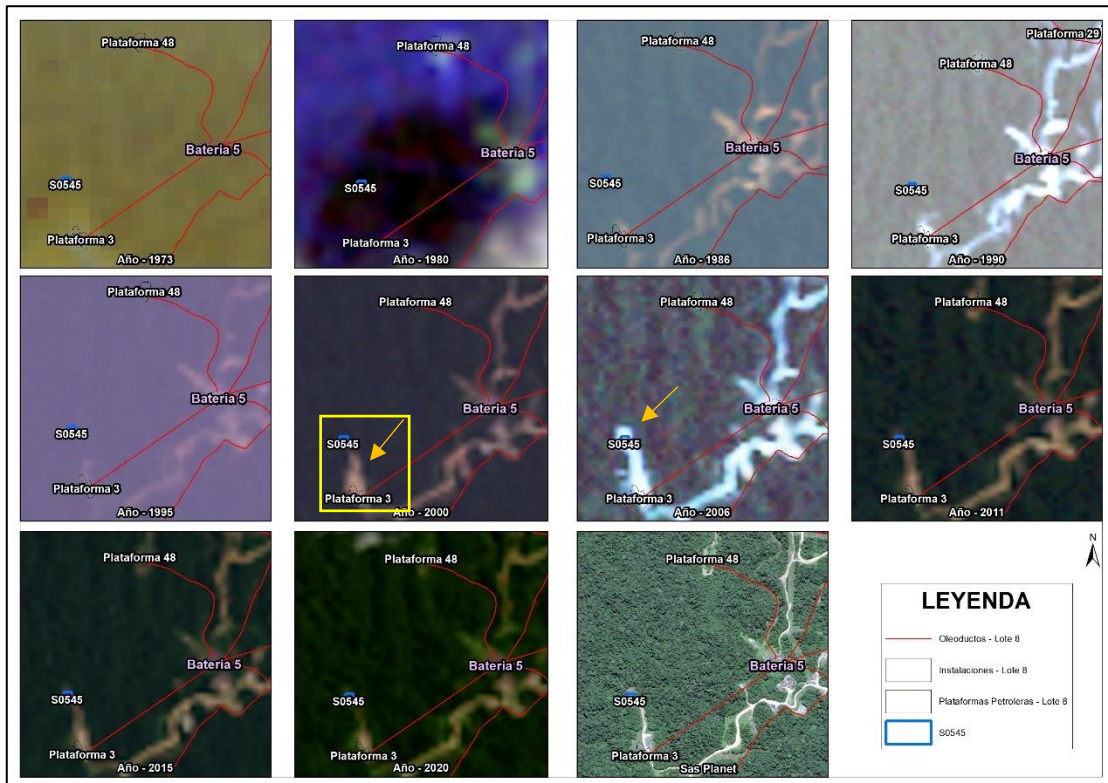 Plataforma 48
Bateria 5
S0545
Plataforma 3
Año - 1973
Plataforma 48
Bateria 5
S0545
Plataforma 3
Año - 1980
Plataforma 48
Bateria 5
S0545
Plataforma 3
Año - 1986
Plataforma 29
Plataforma 48
Bateria 5
S0545
Plataforma 3
Año - 1990
Plataforma 48
Bateria 5
S0545
Plataforma 3
Año - 1995
Plataforma 48
Bateria 5
S0545
Plataforma 3
Año - 2000
Plataforma 48
Bateria 5
S0545
Plataforma 3
Año - 2006
Plataforma 48
Bateria 5
S0545
Plataforma 3
Año - 2011
Plataforma 48
Bateria 5
S0545
Plataforma 3
Año - 2015
Plataforma 48
Bateria 5
S0545
Plataforma 3
Año - 2020
Plataforma 48
Bateria 5
S0545
Plataforma 3
Sas Planet
N
LEYENDA
Oleoductos - Lote 8
Instalaciones - Lote 8
Plataformas Petroleras - Lote 8
S0545